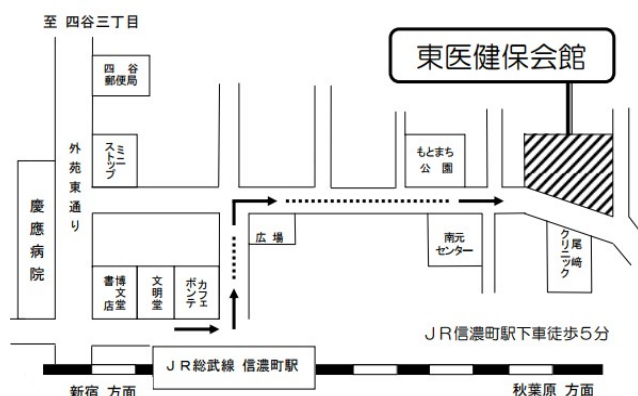 至 四谷三丁目
四谷
郵便局
東医健保会館
ミニ
ストップ
外苑東通り
慶應病院
もとまち
公園
広場
南元
センター
尾﨑
クリニック
博文堂
書店
文明堂
カフェ
ボンテ
JR信濃町駅下車徒歩5分
JR総武線 信濃町駅
新宿 方面
秋葉原 方面